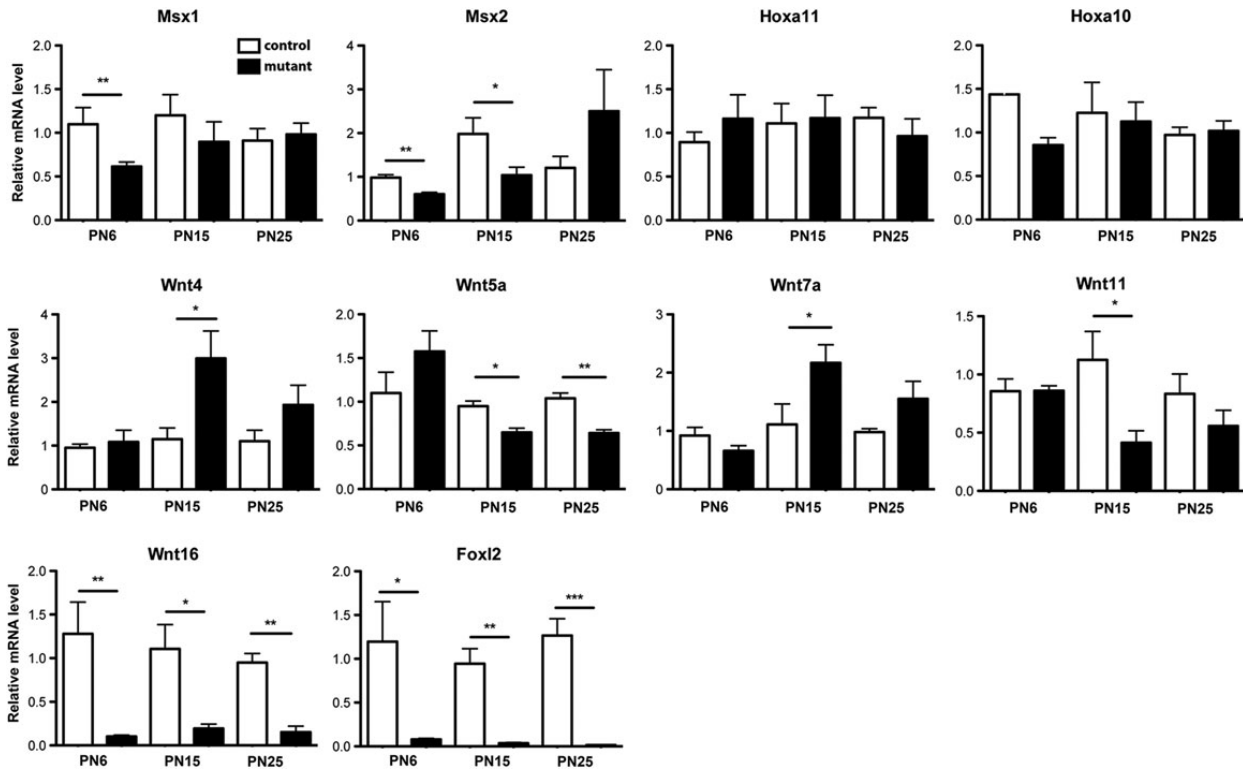 Msx1
Msx2
Hoxa11
Hoxa10
control
mutant
Relative mRNA level
2.0
1.5
1.0
0.5
0.0
**
PN6
PN15
PN25
4
3
2
1
0
**
*
PN6
PN15
PN25
2.0
1.5
1.0
0.5
0.0
PN6
PN15
PN25
2.0
1.5
1.0
0.5
0.0
PN6
PN15
PN25
Wnt4
Wnt5a
Wnt7a
Wnt11
Relative mRNA level
4
3
2
1
0
*
PN6
PN15
PN25
2.0
1.5
1.0
0.5
0.0
*
**
PN6
PN15
PN25
3
2
1
0
*
PN6
PN15
PN25
1.5
1.0
0.5
0.0
*
PN6
PN15
PN25
Wnt16
Foxl2
Relative mRNA level
2.0
1.5
1.0
0.5
0.0
**
*
**
PN6
PN15
PN25
2.0
1.5
1.0
0.5
0.0
*
**
***
PN6
PN15
PN25